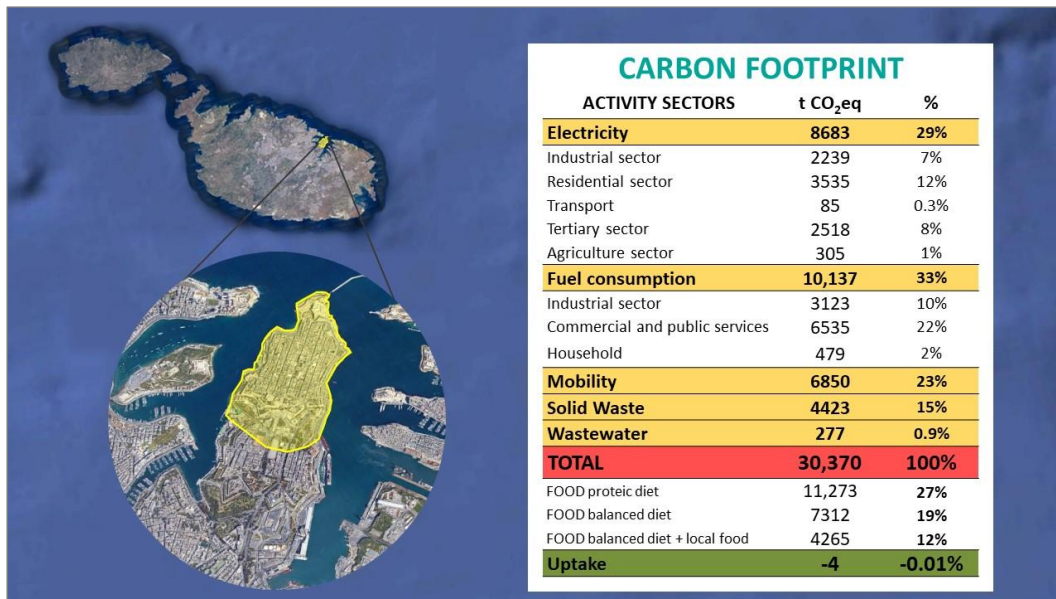 CARBON FOOTPRINT
ACTIVITY SECTORS t CO₂eq %
Electricity 8683 29%
Industrial sector 2239 7%
Residential sector 3535 12%
Transport 85 0.3%
Tertiary sector 2518 8%
Agriculture sector 305 1%
Fuel consumption 10,137 33%
Industrial sector 3123 10%
Commercial and public services 6535 22%
Household 479 2%
Mobility 6850 23%
Solid Waste 4423 15%
Wastewater 277 0.9%
TOTAL 30,370 100%
FOOD proteic diet 11,273 27%
FOOD balanced diet 7312 19%
FOOD balanced diet + local food 4265 12%
Uptake -4 -0.01%